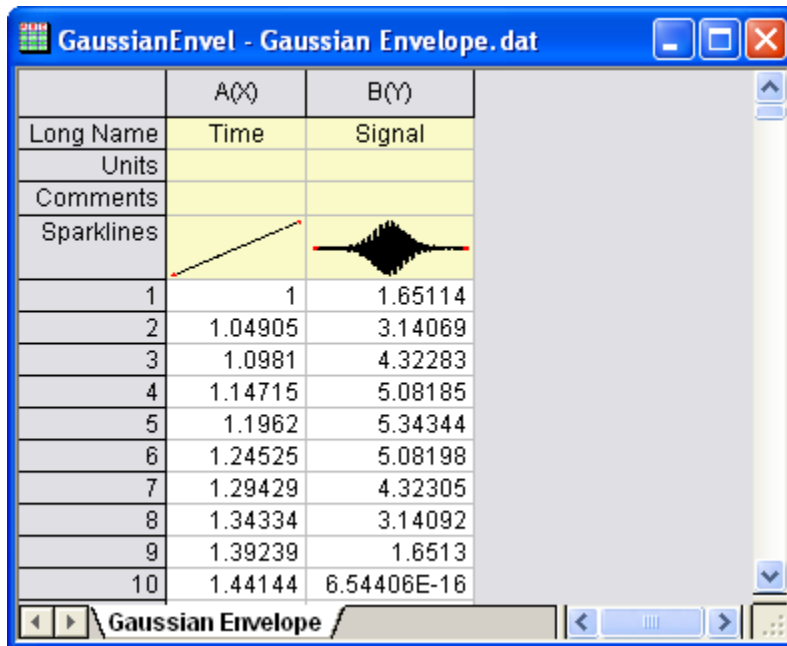 GaussianEnvel - Gaussian Envelope.dat
A(X) B(Y)
Long Name Time Signal
Units
Comments
Sparklines
1 1 1.65114
2 1.04905 3.14069
3 1.0981 4.32283
4 1.14715 5.08185
5 1.1962 5.34344
6 1.24525 5.08198
7 1.29429 4.32305
8 1.34334 3.14092
9 1.39239 1.6513
10 1.44144 6.54406E-16
Gaussian Envelope